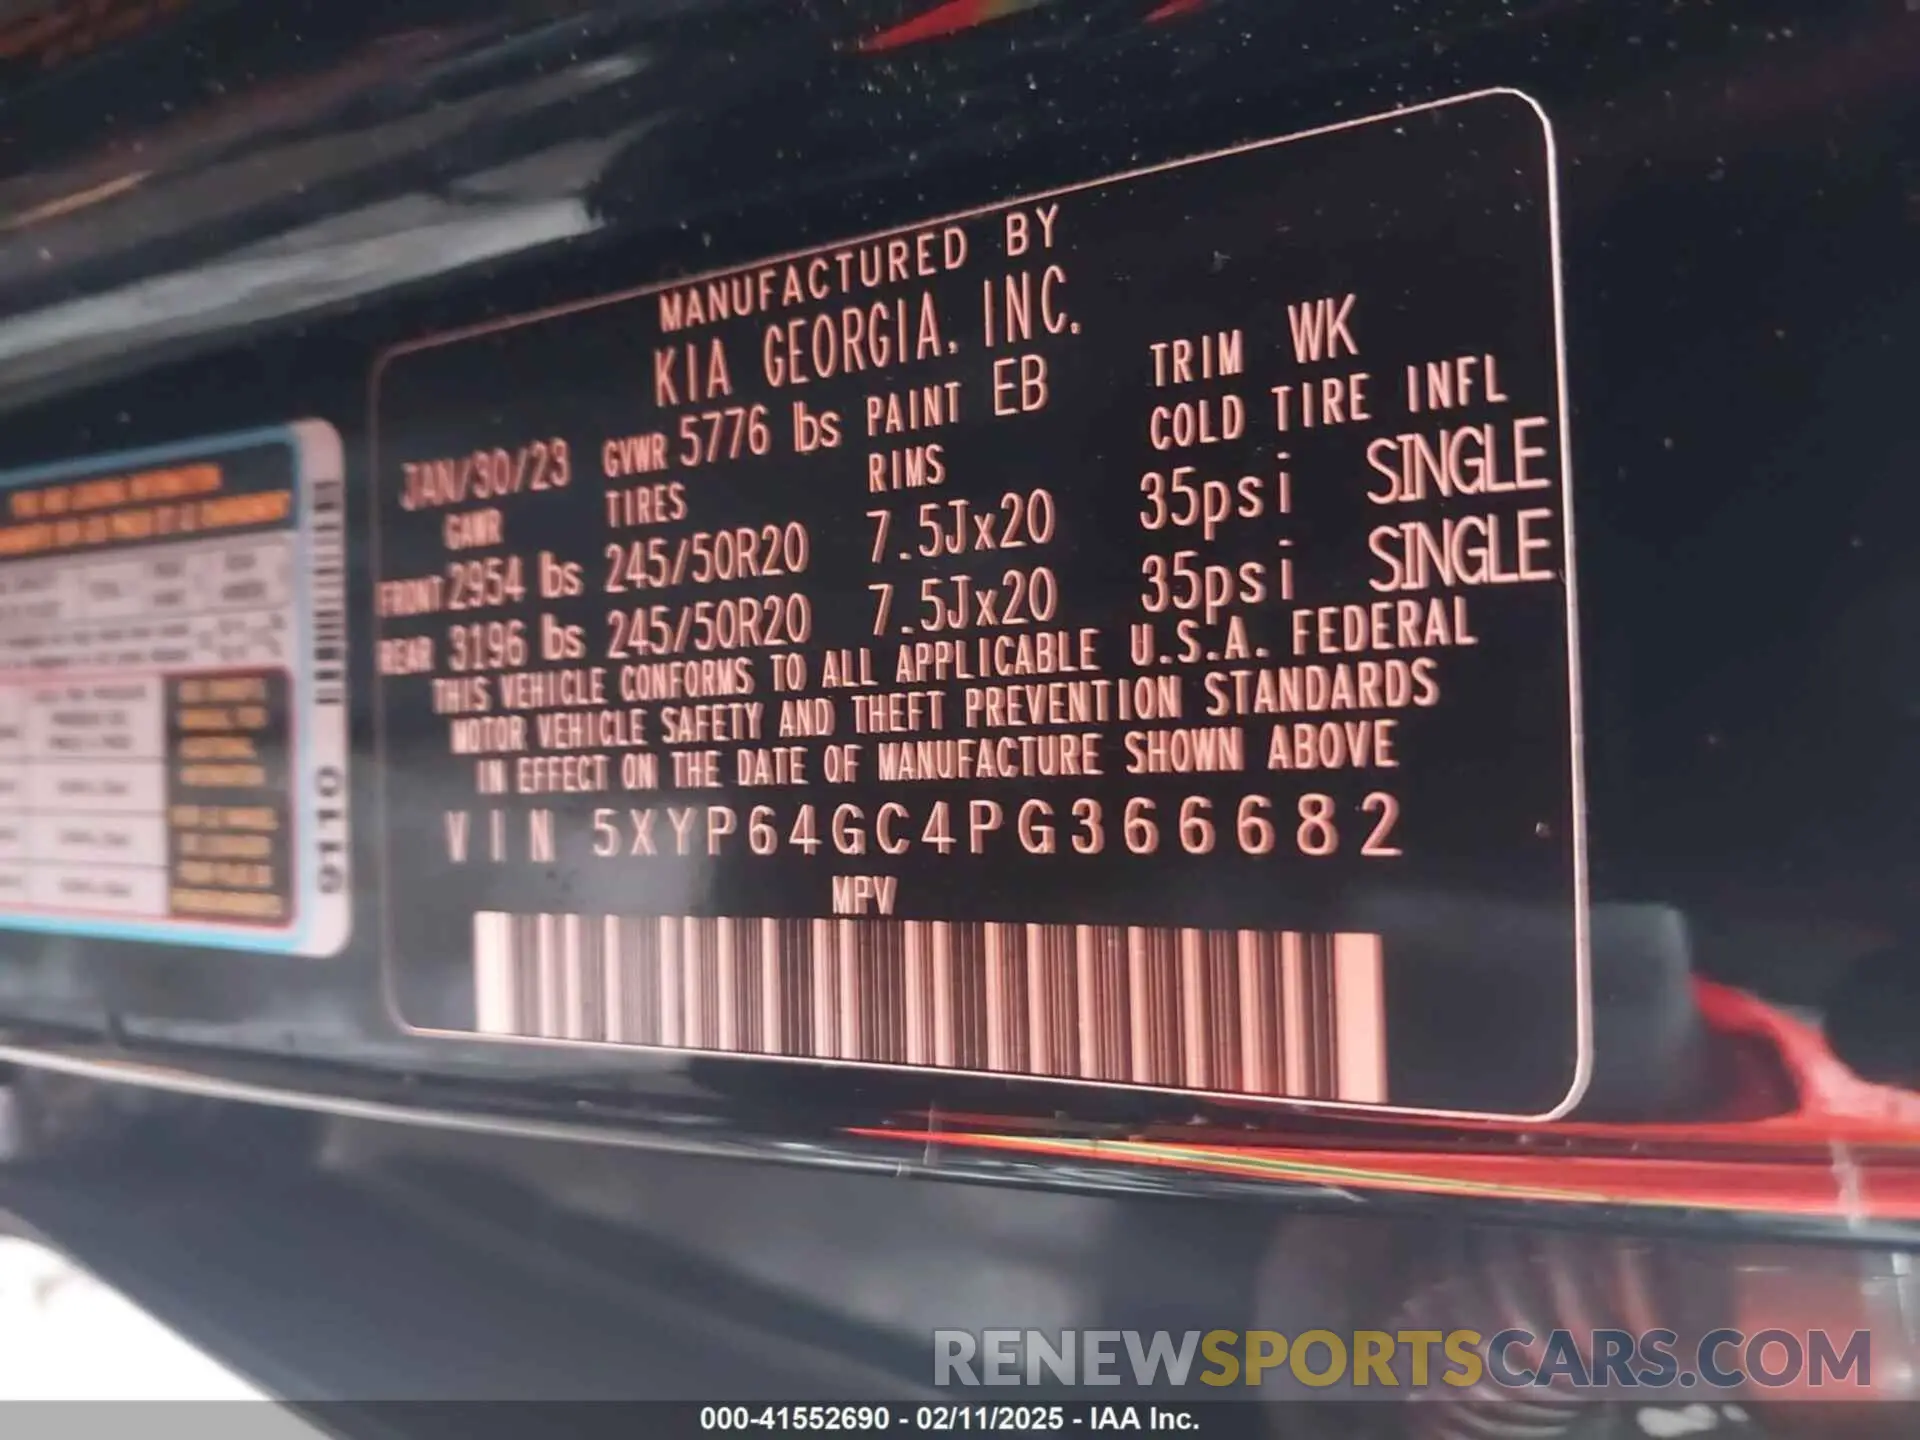 MANUFACTURED BY
KIA GEORGIA, INC.
JAN/30/23 GVWR 5776 lbs PAINT EB TRIM WK
GAWR TIRES RIMS COLD TIRE INFL
FRONT 2954 lbs 245/50R20 7.5Jx20 35psi SINGLE
REAR 3196 lbs 245/50R20 7.5Jx20 35psi SINGLE
THIS VEHICLE CONFORMS TO ALL APPLICABLE U.S.A. FEDERAL
MOTOR VEHICLE SAFETY AND THEFT PREVENTION STANDARDS
IN EFFECT ON THE DATE OF MANUFACTURE SHOWN ABOVE
VIN 5XYP64GC4PG366682
MPV
9110
RENEWSPORTSCARS.COM
000-41552690 - 02/11/2025 - IAA Inc.